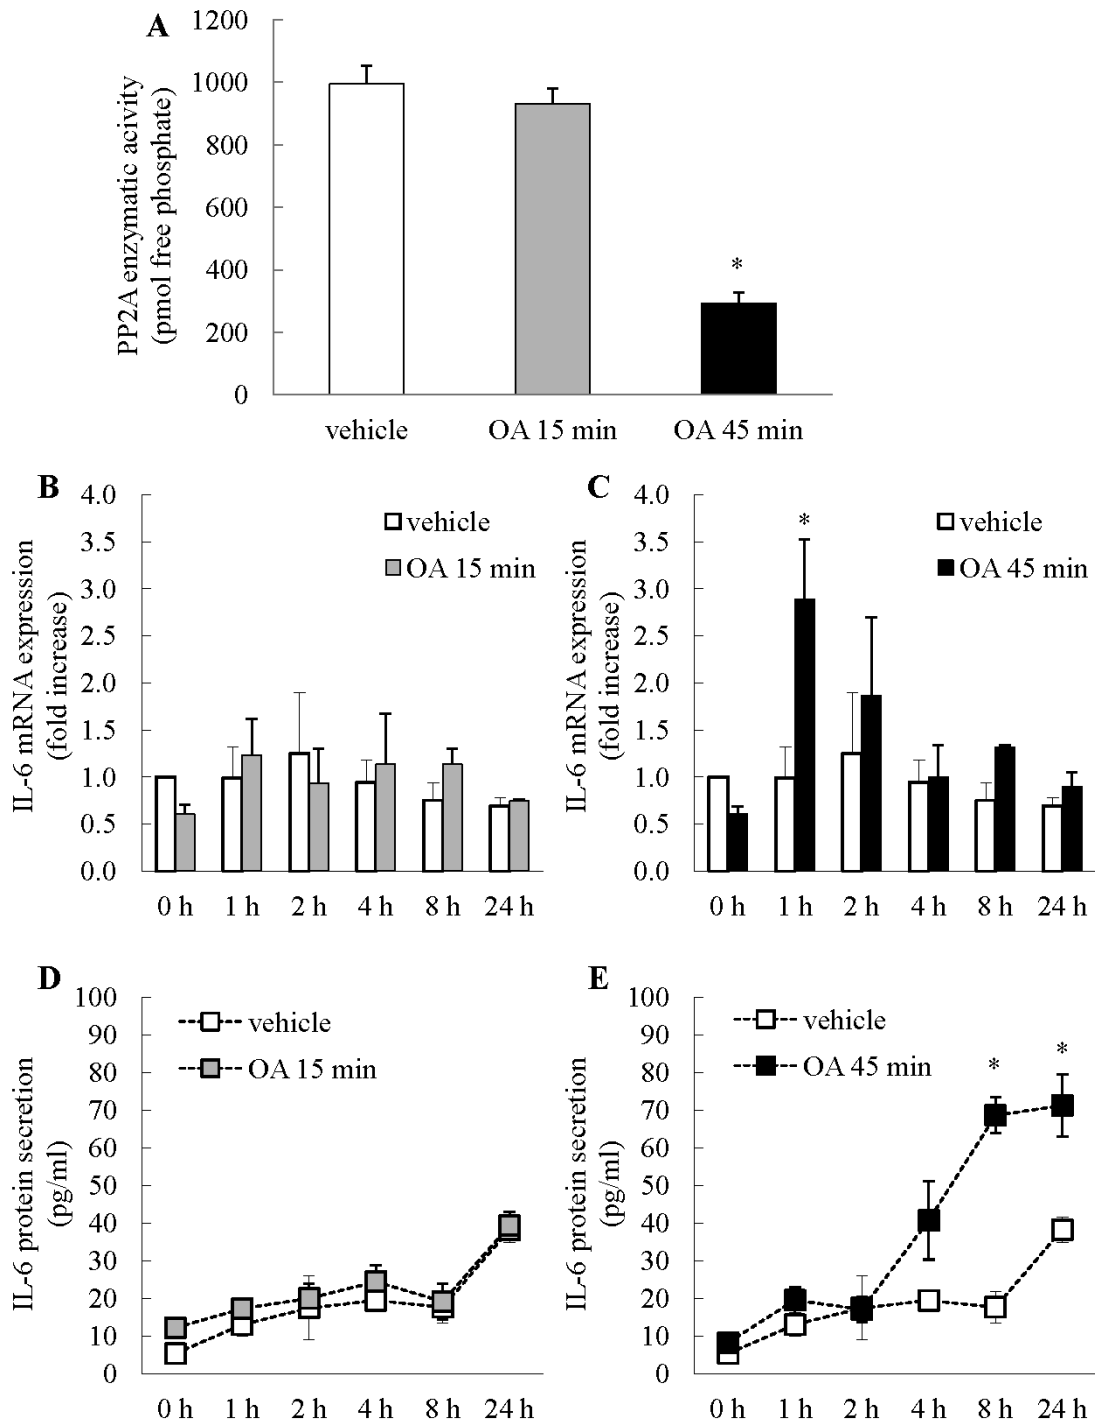 A
1200
1000
800
600
400
200
0
PP2A enzymatic acivity
(pmol free phosphate)
*
vehicle OA 15 min OA 45 min
B
4.0
3.5
3.0
2.5
2.0
1.5
1.0
0.5
0.0
IL-6 mRNA expression
(fold increase)
vehicle
OA 15 min
0 h 1 h 2 h 4 h 8 h 24 h
C
4.0
3.5
3.0
2.5
2.0
1.5
1.0
0.5
0.0
IL-6 mRNA expression
(fold increase)
*
vehicle
OA 45 min
0 h 1 h 2 h 4 h 8 h 24 h
D
100
90
80
70
60
50
40
30
20
10
0
IL-6 protein secretion
(pg/ml)
vehicle
OA 15 min
0 h 1 h 2 h 4 h 8 h 24 h
E
100
90
80
70
60
50
40
30
20
10
0
IL-6 protein secretion
(pg/ml)
vehicle
OA 45 min
* *
0 h 1 h 2 h 4 h 8 h 24 h